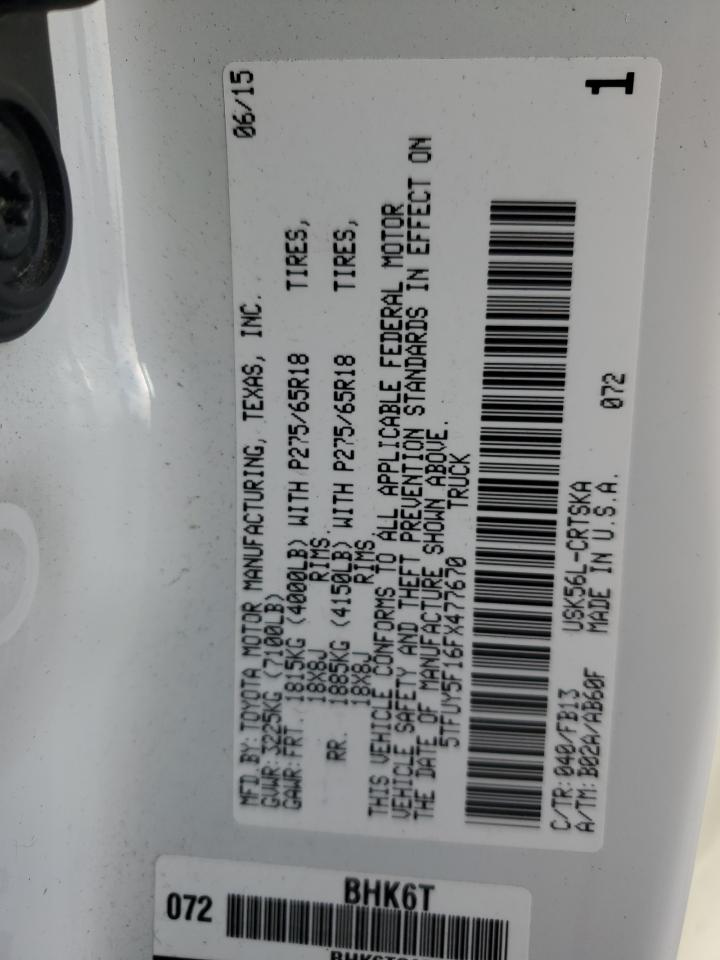 06/15
1
MFD.BY:TOYOTA MOTOR MANUFACTURING, TEXAS, INC.
GVWR:3225KG (7100LB)
GAWR:FRT. 1815KG (4000LB) WITH P275/65R18 TIRES,
18X8J RIMS,
RR. 1885KG (4150LB) WITH P275/65R18 TIRES,
18X8J RIMS
THIS VEHICLE CONFORMS TO ALL APPLICABLE FEDERAL MOTOR
VEHICLE SAFETY AND THEFT PREVENTION STANDARDS IN EFFECT ON
THE DATE OF MANUFACTURE SHOWN ABOVE.
5TFUY5F16FX477670 TRUCK
C/TR:040/FB13 USK56L-CRTSKA 072
A/TM:B02A/AB60F MADE IN U.S.A.
BHK6T
072